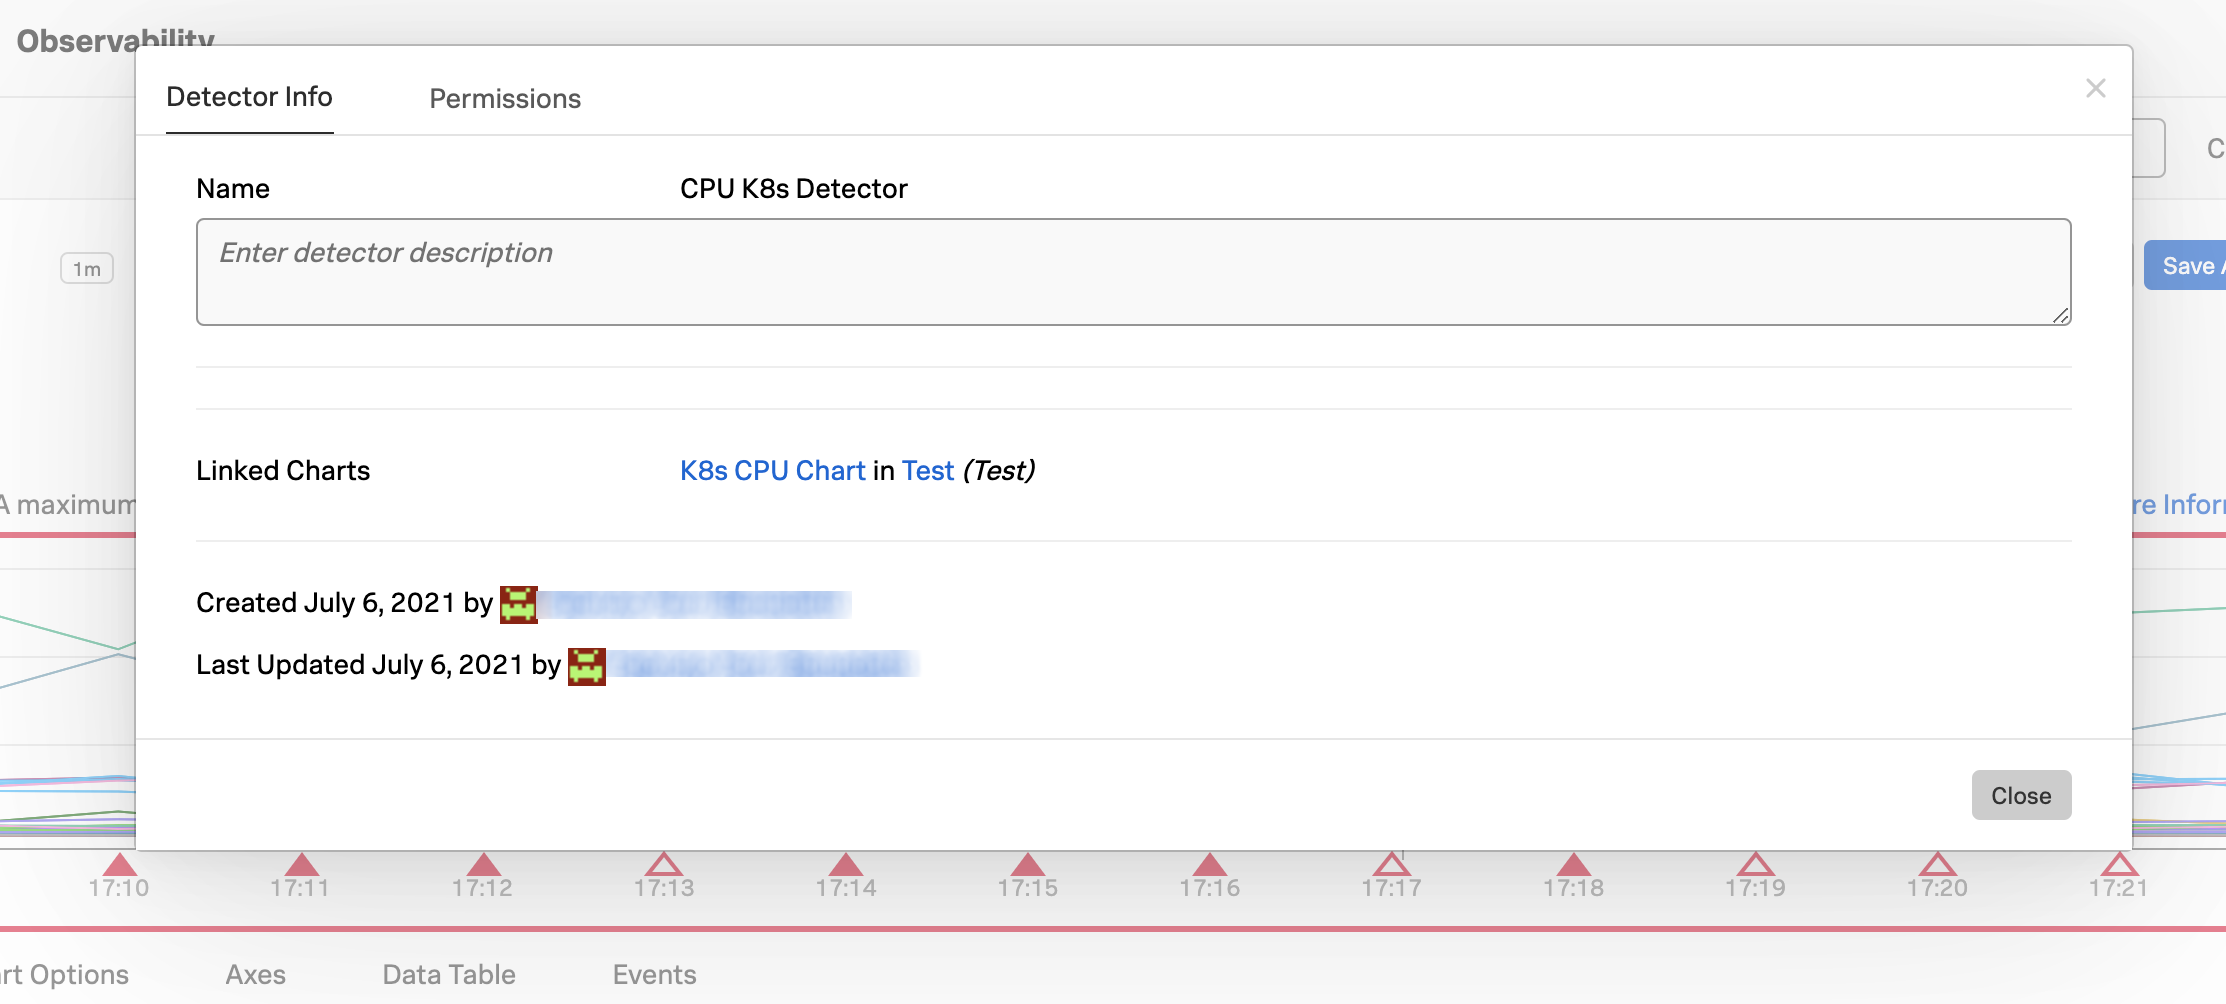 Observability
Detector Info
Permissions
C
Name
CPU K8s Detector
Enter detector description
1m
Save
Linked Charts
K8s CPU Chart in Test (Test)
A maximum
re Infor
Created July 6, 2021 by
Last Updated July 6, 2021 by
Close
17:10 17:11 17:12 17:13 17:14 17:15 17:16 17:17 17:18 17:19 17:20 17:21
rt Options
Axes
Data Table
Events